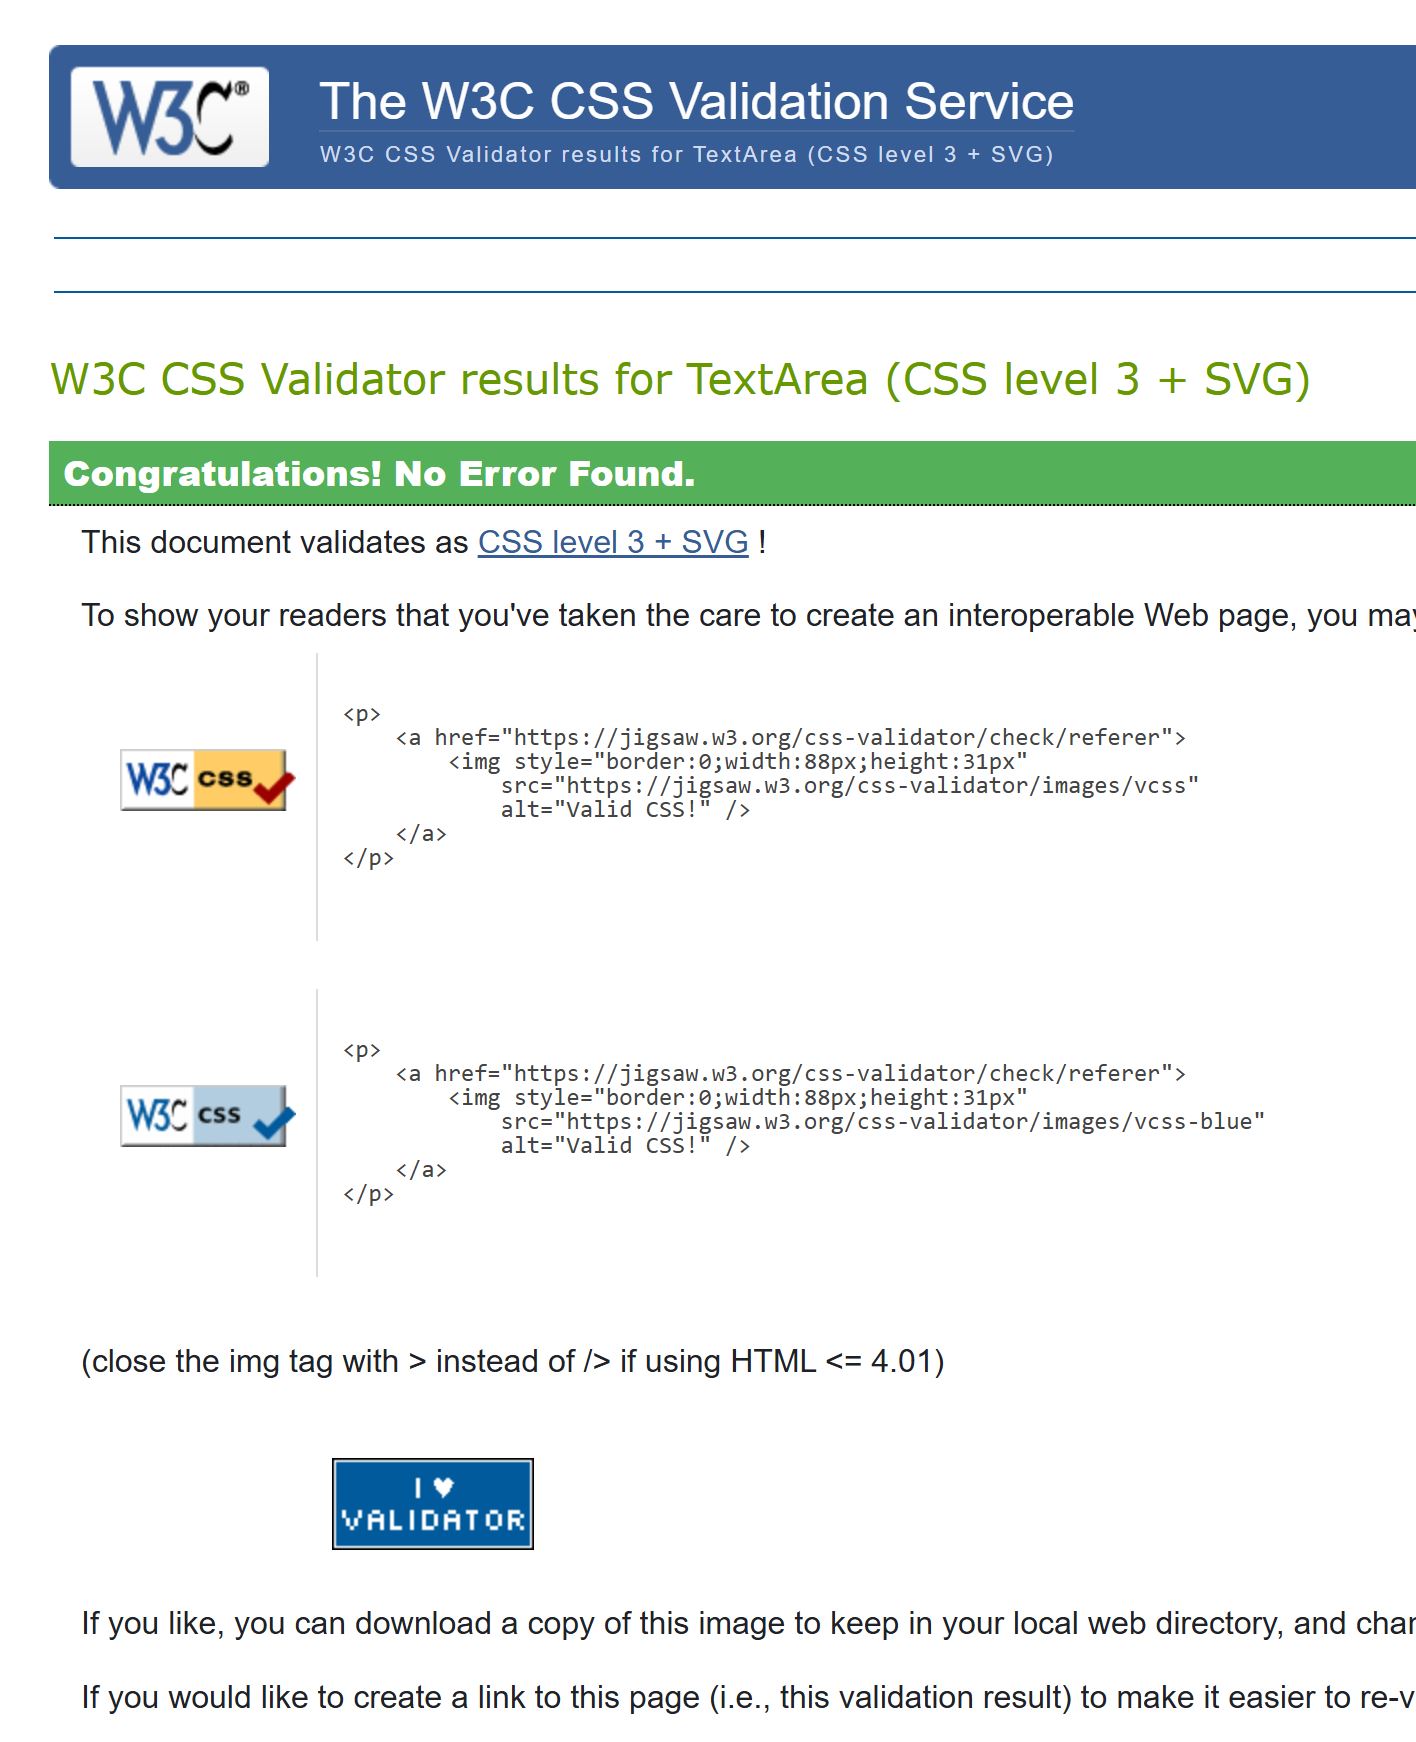 W3C®
The W3C CSS Validation Service
W3C CSS Validator results for TextArea (CSS level 3 + SVG)
W3C CSS Validator results for TextArea (CSS level 3 + SVG)
Congratulations! No Error Found.
This document validates as CSS level 3 + SVG !
To show your readers that you've taken the care to create an interoperable Web page, you may
<p>
    <a href="https://jigsaw.w3.org/css-validator/check/referer">
        <img style="border:0;width:88px;height:31px"
            src="https://jigsaw.w3.org/css-validator/images/vcss"
            alt="Valid CSS!" />
    </a>
</p>
W3C css
<p>
    <a href="https://jigsaw.w3.org/css-validator/check/referer">
        <img style="border:0;width:88px;height:31px"
            src="https://jigsaw.w3.org/css-validator/images/vcss-blue"
            alt="Valid CSS!" />
    </a>
</p>
W3C css
(close the img tag with > instead of /> if using HTML <= 4.01)
I ♥
VALIDATOR
If you like, you can download a copy of this image to keep in your local web directory, and
If you would like to create a link to this page (i.e., this validation result) to make it easier to